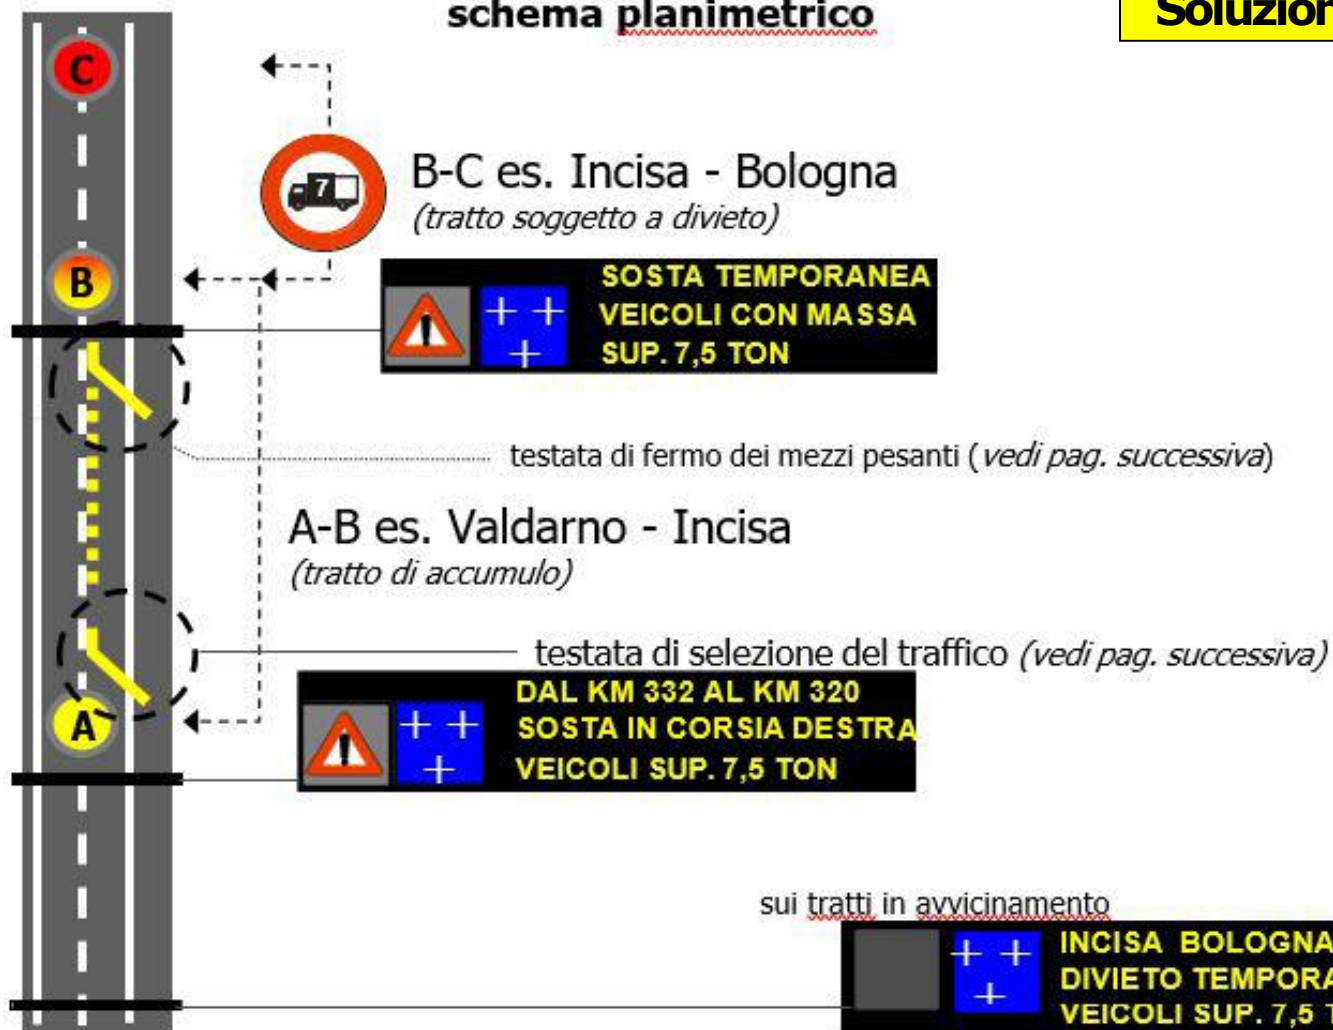 schema planimetrico
Soluzion
C
7
B-C es. Incisa - Bologna
(tratto soggetto a divieto)
B
SOSTA TEMPORANEA
VEICOLI CON MASSA
SUP. 7,5 TON
testata di fermo dei mezzi pesanti (vedi pag. successiva)
A-B es. Valdarno - Incisa
(tratto di accumulo)
testata di selezione del traffico (vedi pag. successiva)
A
DAL KM 332 AL KM 320
SOSTA IN CORSIA DESTRA
VEICOLI SUP. 7,5 TON
sui tratti in avvicinamento
INCISA BOLOGNA
DIVIETO TEMPORA
VEICOLI SUP. 7,5 T